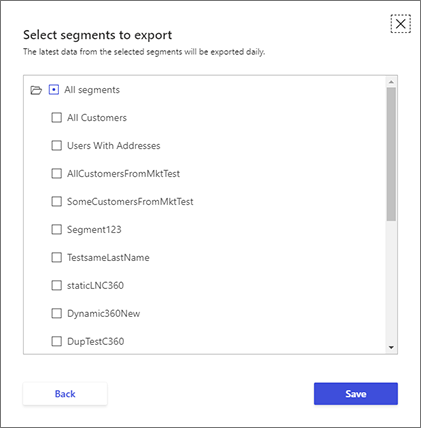 Select segments to export
The latest data from the selected segments will be exported daily.
All segments
All Customers
Users With Addresses
AllCustomersFromMktTest
SomeCustomersFromMktTest
Segment123
TestsameLastName
staticLNC360
Dynamic360New
DupTestC360
Back
Save